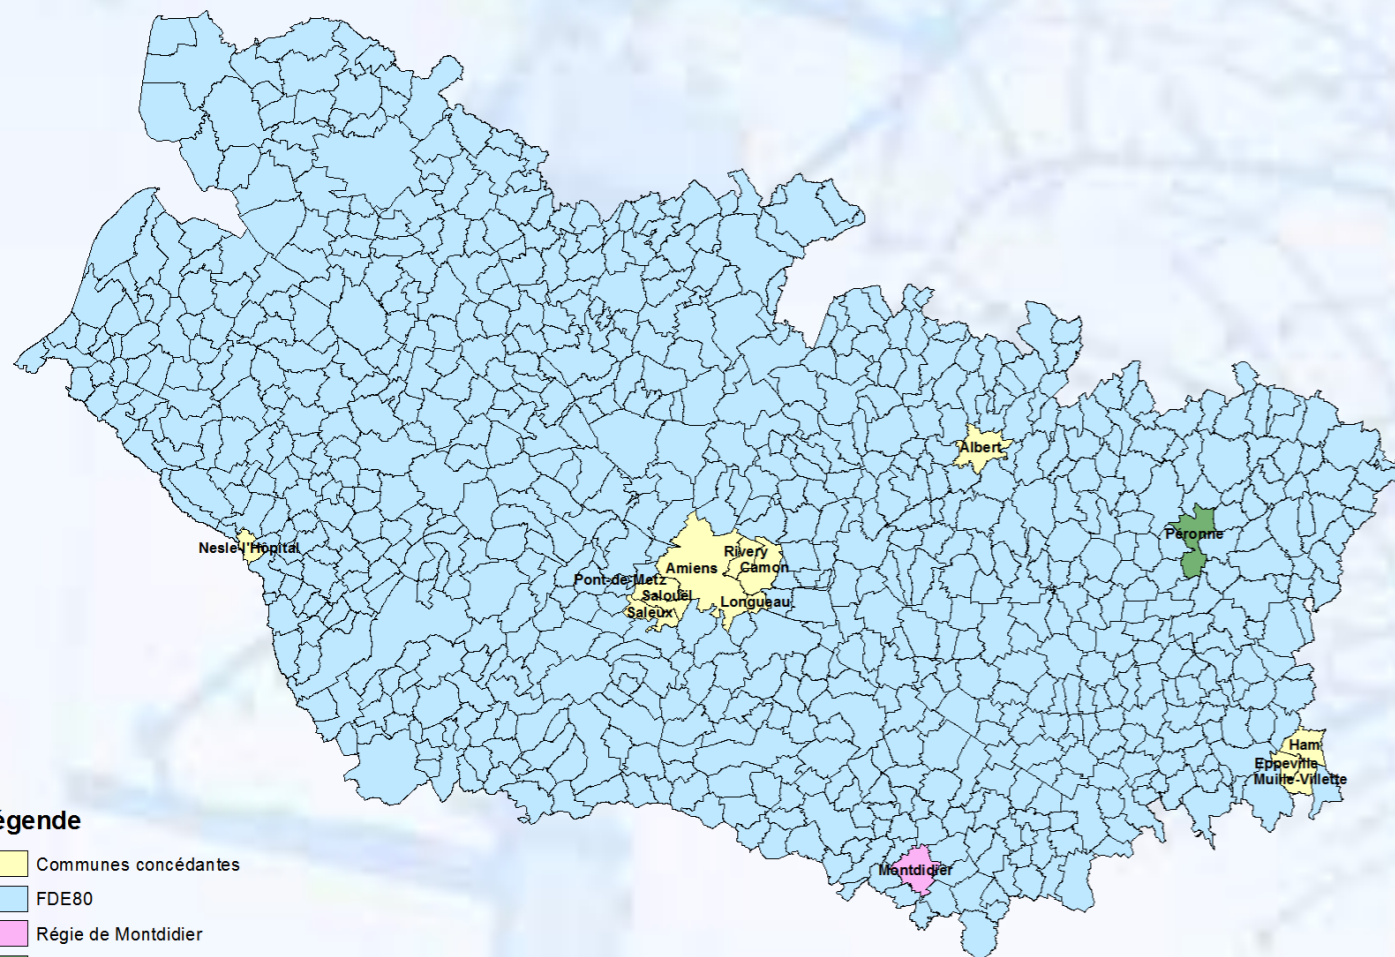 Albert
Péronne
Nesle-l'Hôpital
Rivery
Amiens
Camon
Pont-de-Metz
Salouël
Longueau
Saleux
Ham
Eppeville
Muille-Villette
Montdidier
égende
Communes concédantes
FDE80
Régie de Montdidier